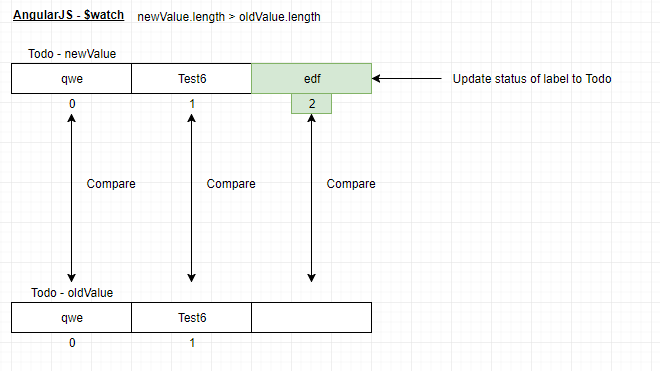 AngularJS - $watch newValue.length > oldValue.length
Todo - newValue
qwe Test6 edf Update status of label to Todo
0 1 2
Compare Compare Compare
Todo - oldValue
qwe Test6
0 1